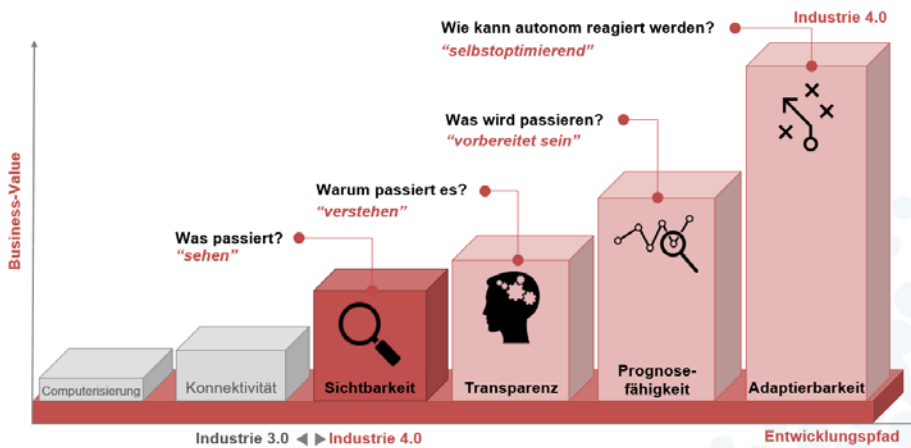 Industrie 4.0
Wie kann autonom reagiert werden?
“selbstoptimierend”
Was wird passieren?
“vorbereitet sein”
Warum passiert es?
“verstehen”
Was passiert?
“sehen”
Business-Value
Computerisierung
Konnektivität
Sichtbarkeit
Transparenz
Prognose-
fähigkeit
Adaptierbarkeit
Industrie 3.0 ◄ ► Industrie 4.0
Entwicklungspfad